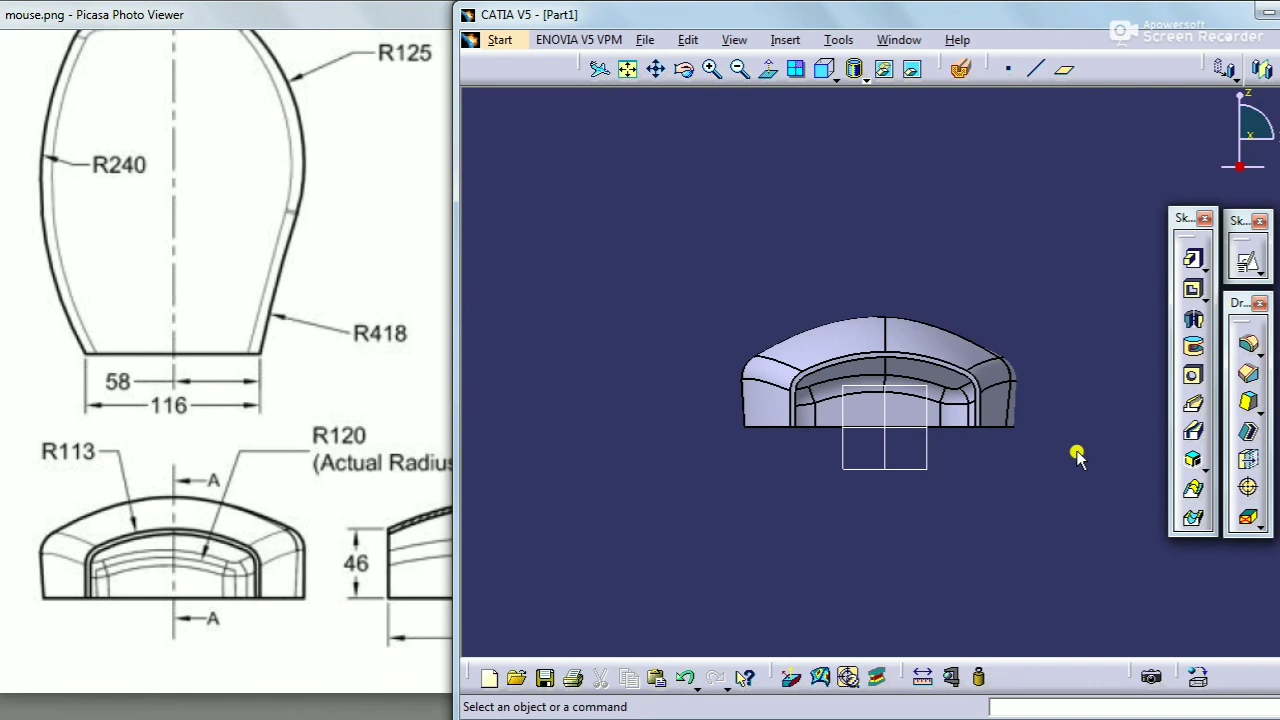 mouse.png - Picasa Photo Viewer
CATIA V5 - [Part1]
Apowersoft
Screen Recorder
Start ENOVIA V5 VPM File Edit View Insert Tools Window Help
R125
R240
R418
58
116
R113
R120
(Actual Radius
A
46
A
z
x
Sk...
Sk...
Dr...
Select an object or a command